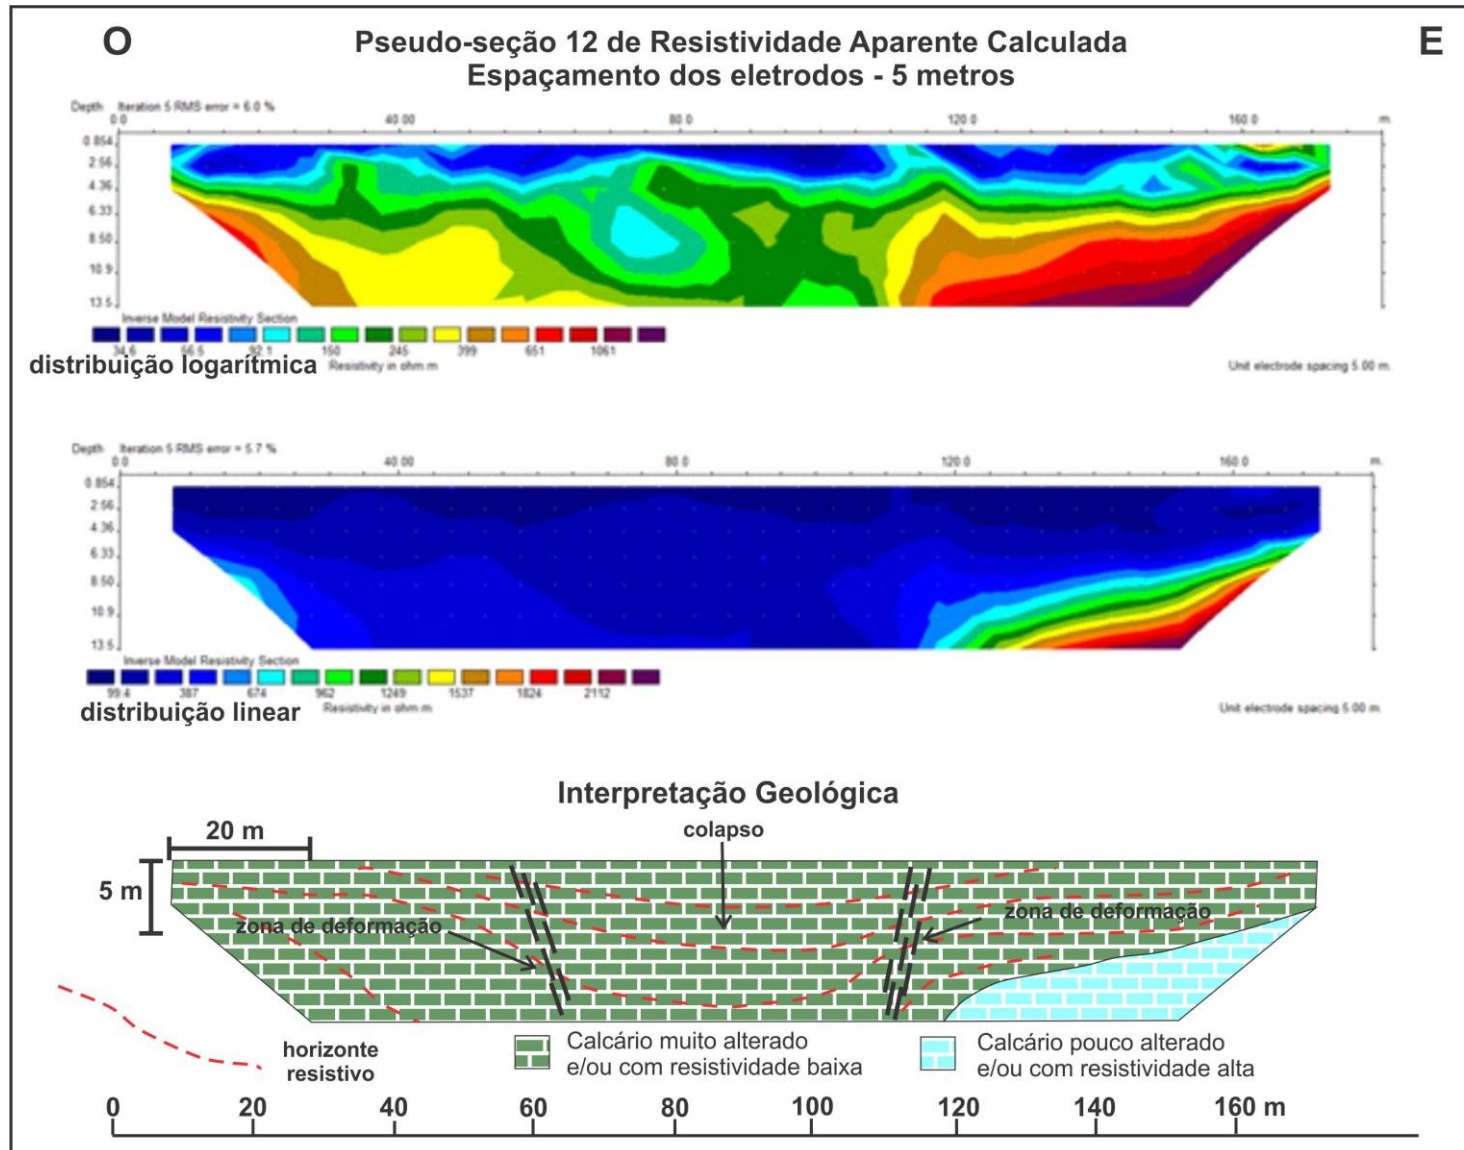 O
E
Pseudo-seção 12 de Resistividade Aparente Calculada
Espaçamento dos eletrodos - 5 metros
Depth Iteration 5 RMS error = 6.0 %
0.0 40.00 80.0 120.0 160.0 m.
0.854
2.56
4.36
6.33
8.50
10.9
13.5
Inverse Model Resistivity Section
34.6 56.5 92.1 150 245 399 651 1061
distribuição logarítmica
Resistivity in ohm.m
Unit electrode spacing 5.00 m.
Depth Iteration 5 RMS error = 5.7 %
0.0 40.00 80.0 120.0 160.0 m.
0.854
2.56
4.36
6.33
8.50
10.9
13.5
Inverse Model Resistivity Section
99.4 387 674 962 1249 1537 1824 2112
distribuição linear
Resistivity in ohm.m
Unit electrode spacing 5.00 m.
Interpretação Geológica
20 m
colapso
5 m
zona de deformação
zona de deformação
horizonte
resistivo
Calcário muito alterado
e/ou com resistividade baixa
Calcário pouco alterado
e/ou com resistividade alta
0 20 40 60 80 100 120 140 160 m